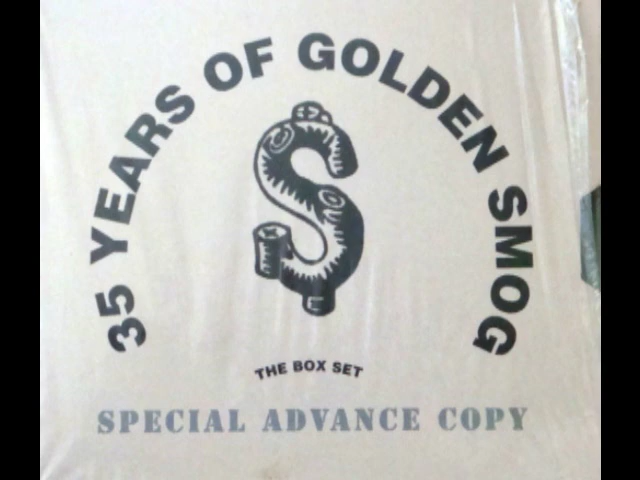 35 YEARS OF GOLDEN SMOG
THE BOX SET
SPECIAL ADVANCE COPY